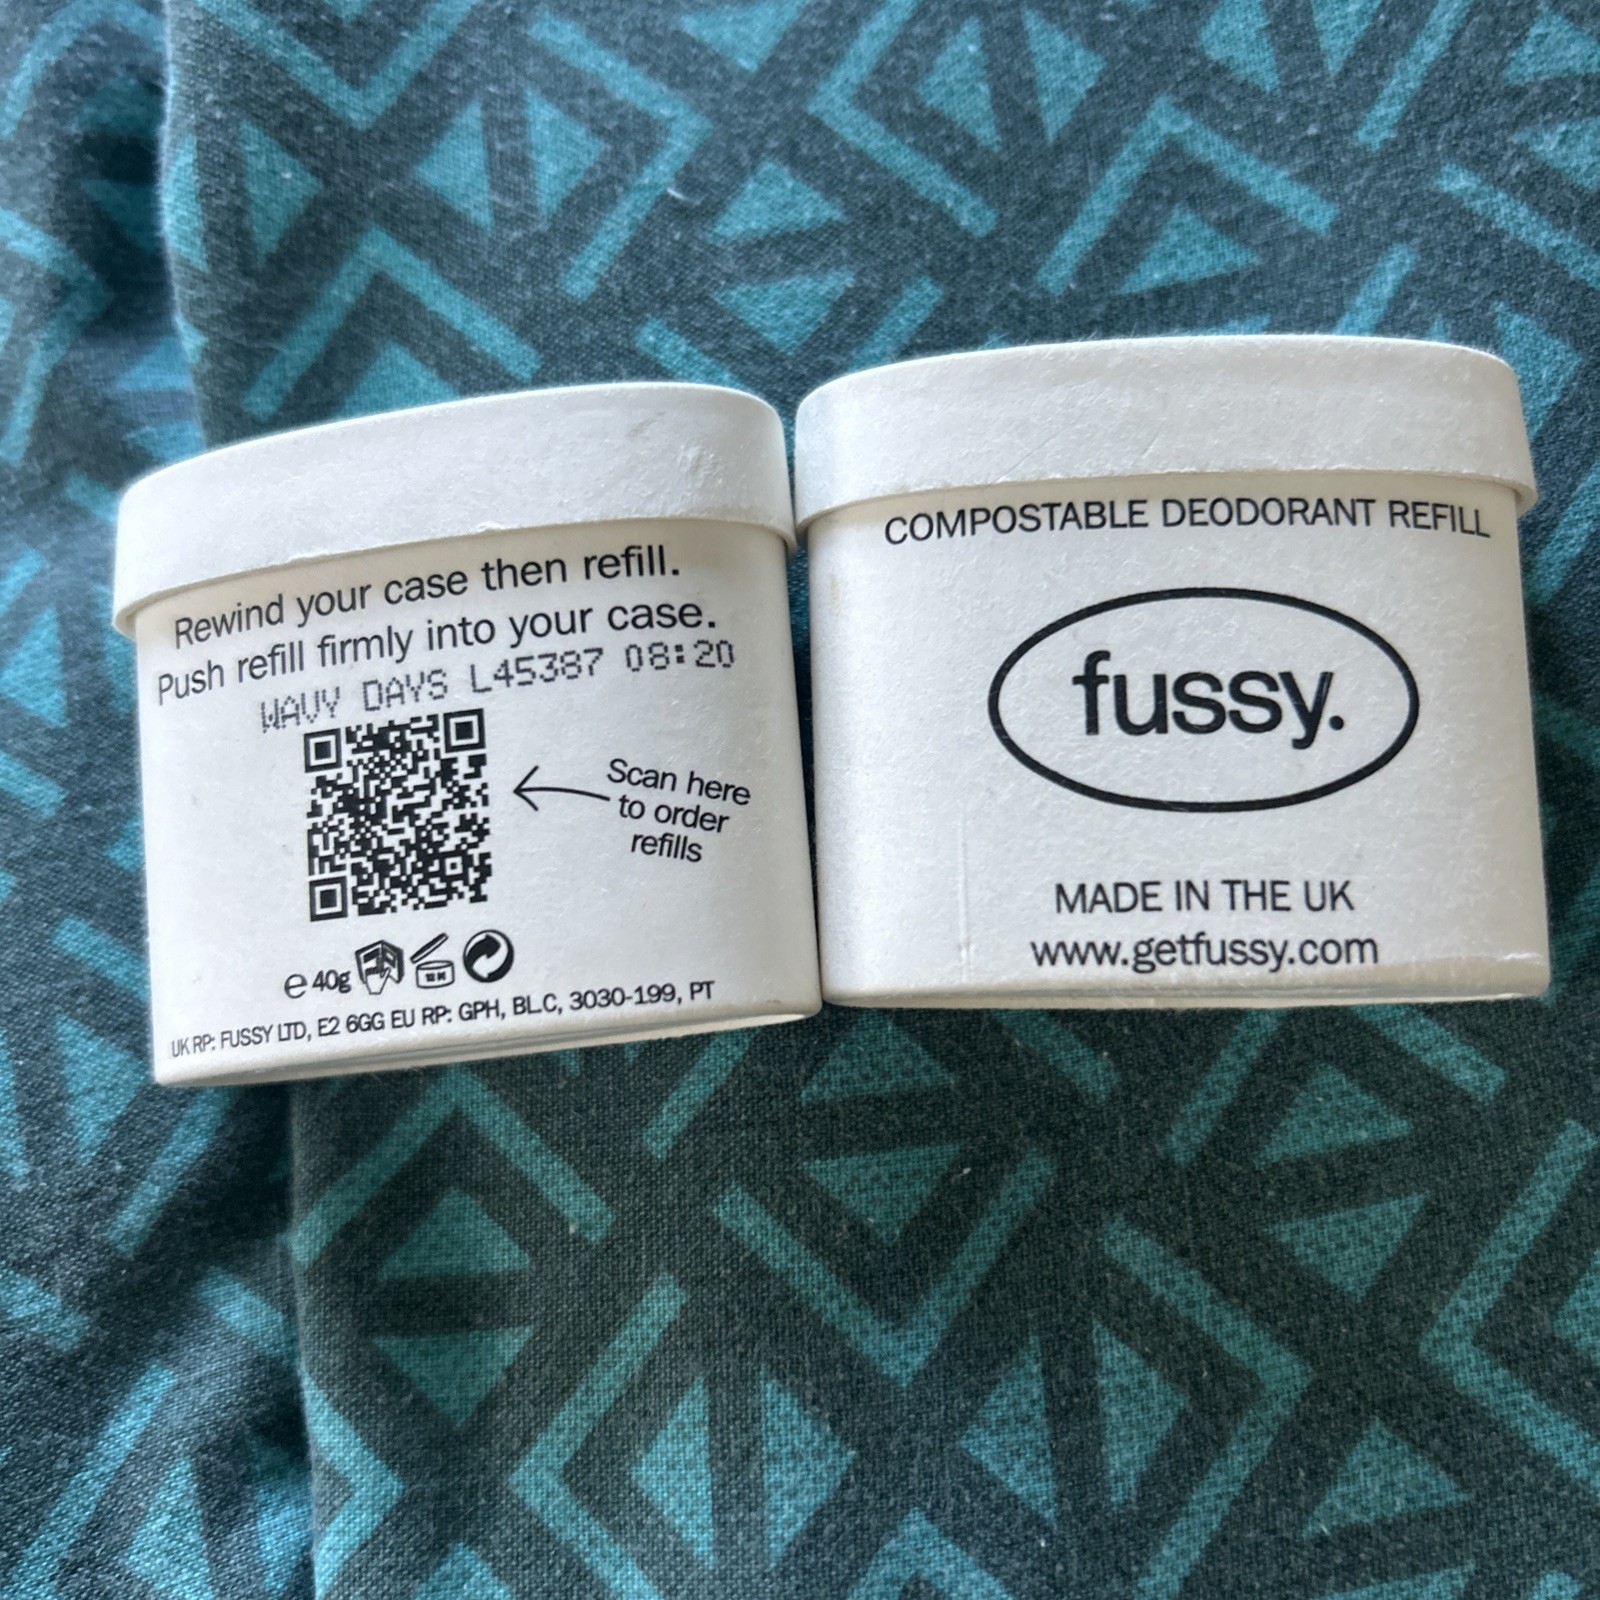 Rewind your case then refill.
Push refill firmly into your case.
WAVY DAYS L45387 08:20
Scan here
to order
refills
e 40g
UK RP: FUSSY LTD, E2 6GG EU RP: GPH, BL.C, 3030-199, PT
COMPOSTABLE DEODORANT REFILL
fussy.
MADE IN THE UK
www.getfussy.com